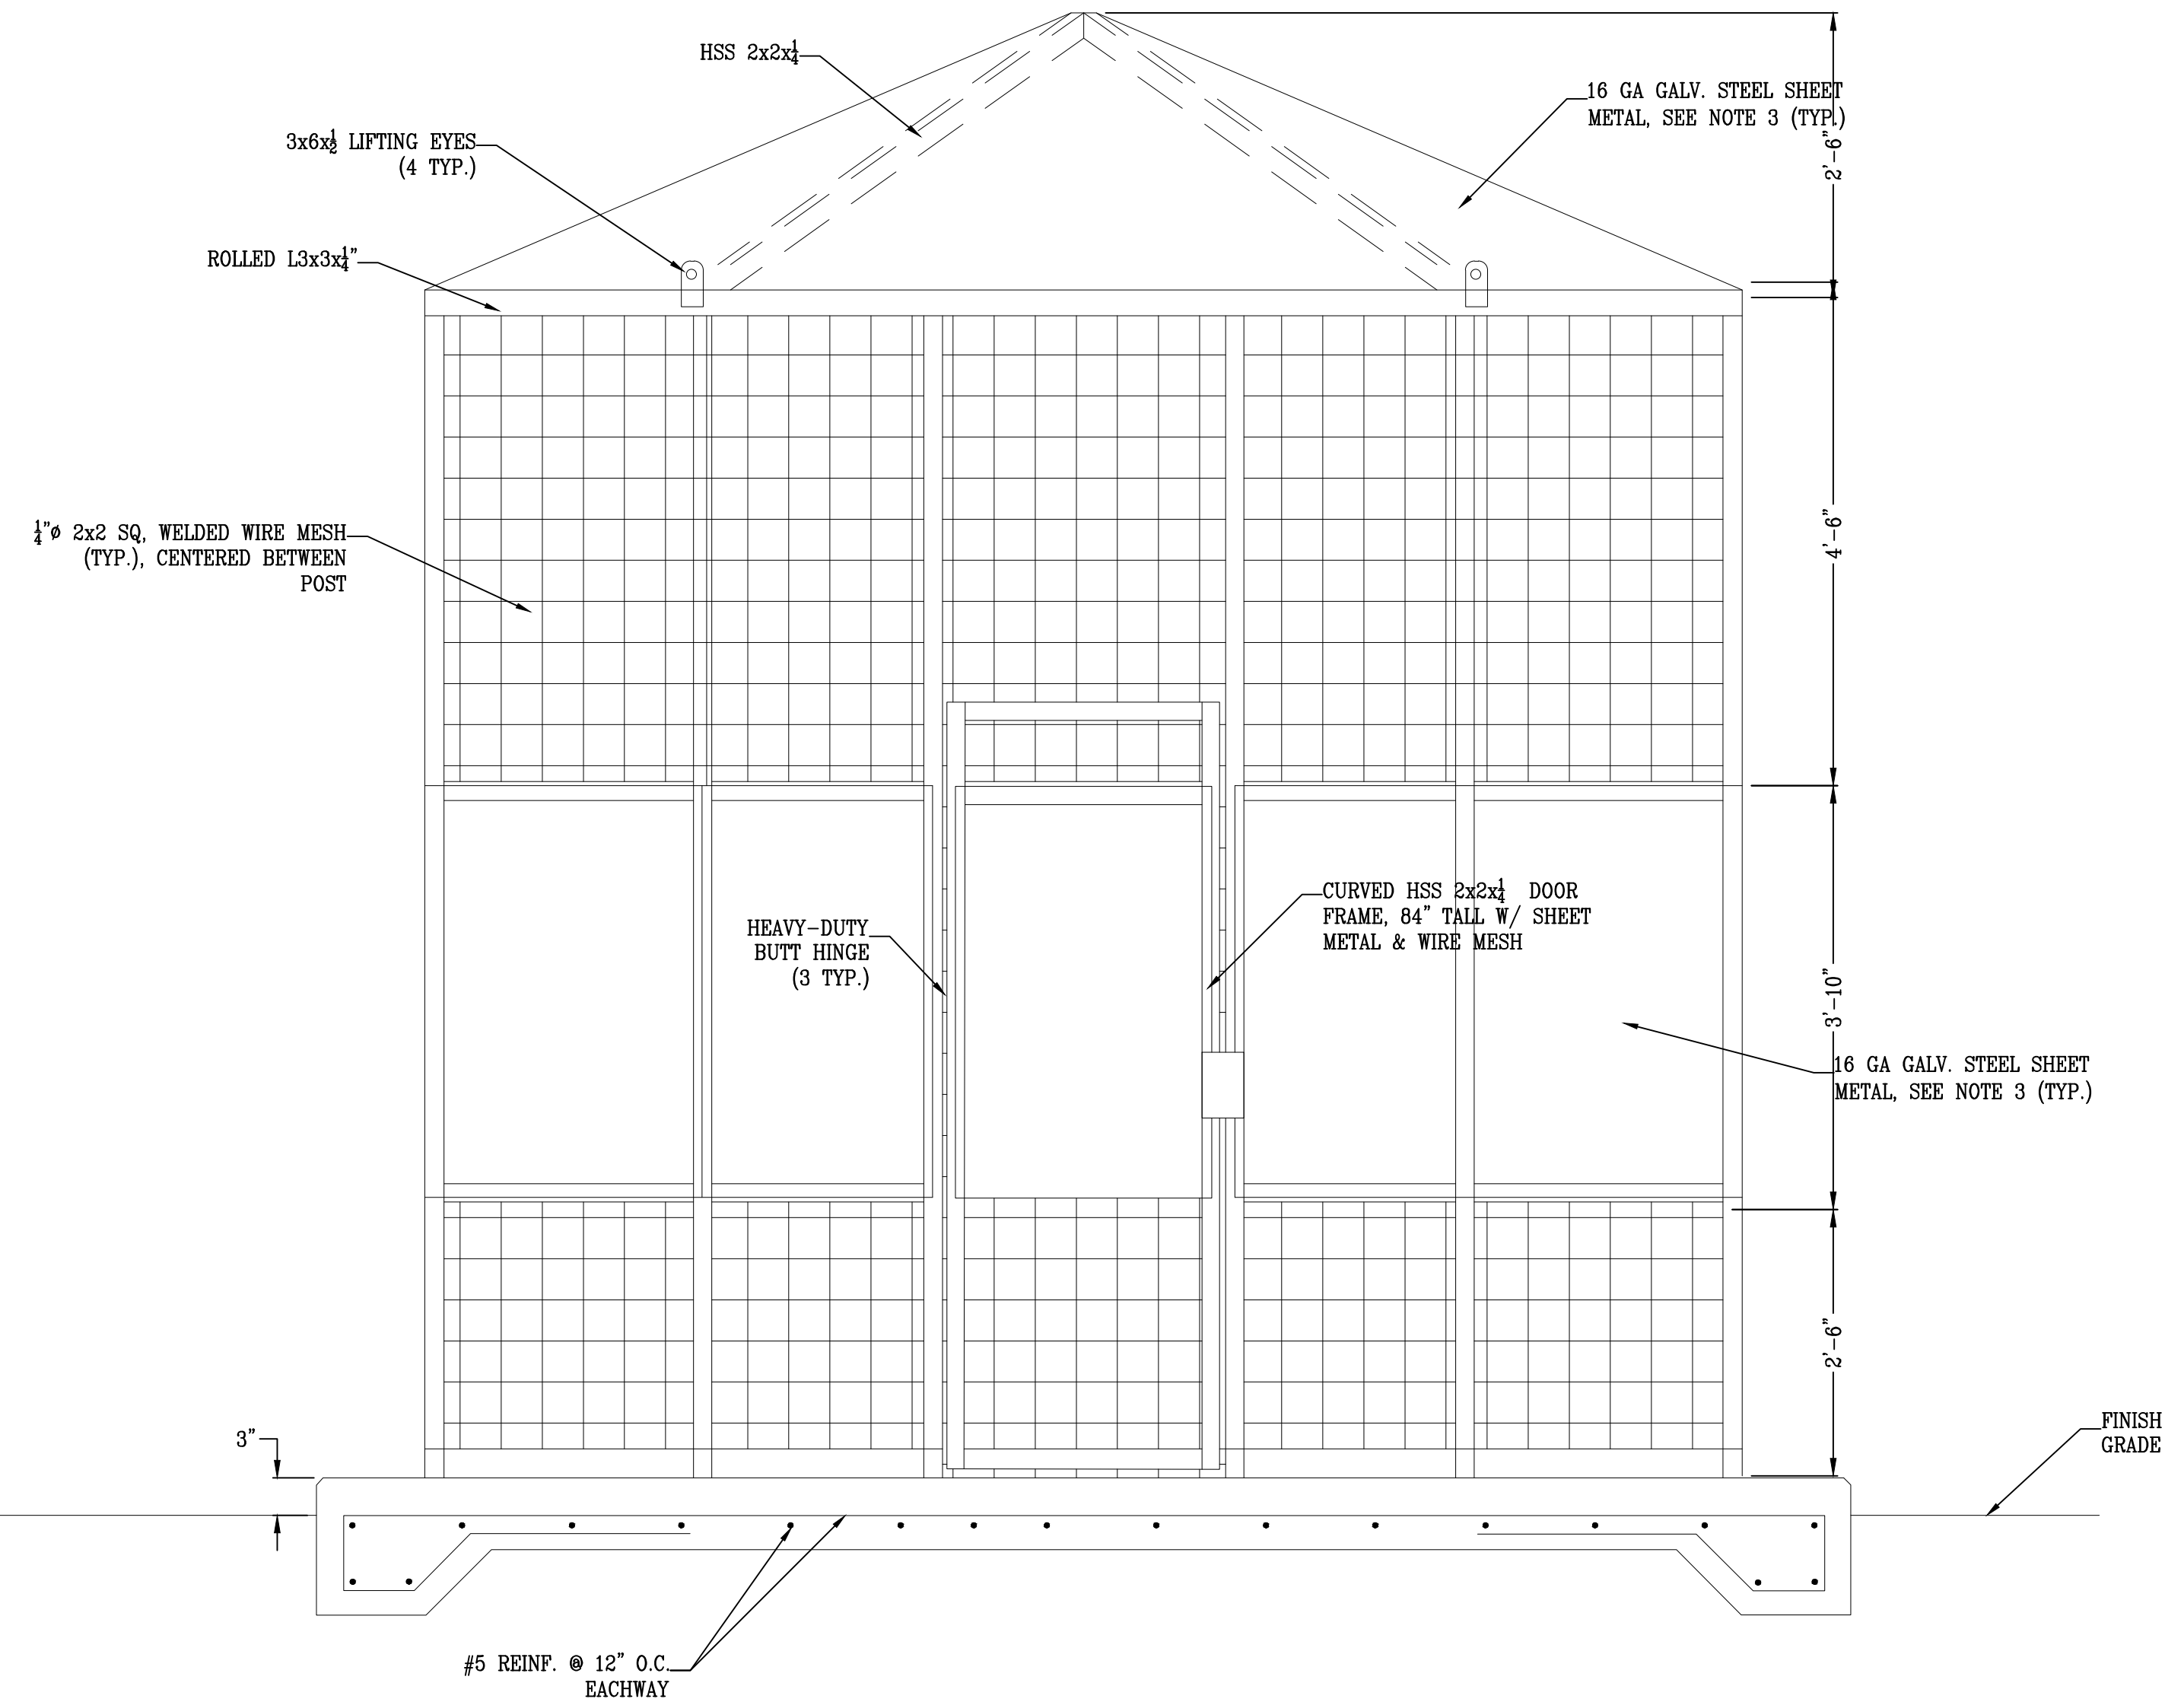 HSS 2x2x1/4
16 GA GALV. STEEL SHEET
METAL, SEE NOTE 3 (TYP.)
2'-6"
3x6x1/2 LIFTING EYES
(4 TYP.)
ROLLED L3x3x1/4"
4'-6"
1/4"ø 2x2 SQ, WELDED WIRE MESH
(TYP.), CENTERED BETWEEN
POST
CURVED HSS 2x2x1/4 DOOR
FRAME, 84" TALL W/ SHEET
METAL & WIRE MESH
HEAVY-DUTY
BUTT HINGE
(3 TYP.)
3'-10"
16 GA GALV. STEEL SHEET
METAL, SEE NOTE 3 (TYP.)
2'-6"
3"
FINISH
GRADE
#5 REINF. @ 12" O.C.
EACHWAY